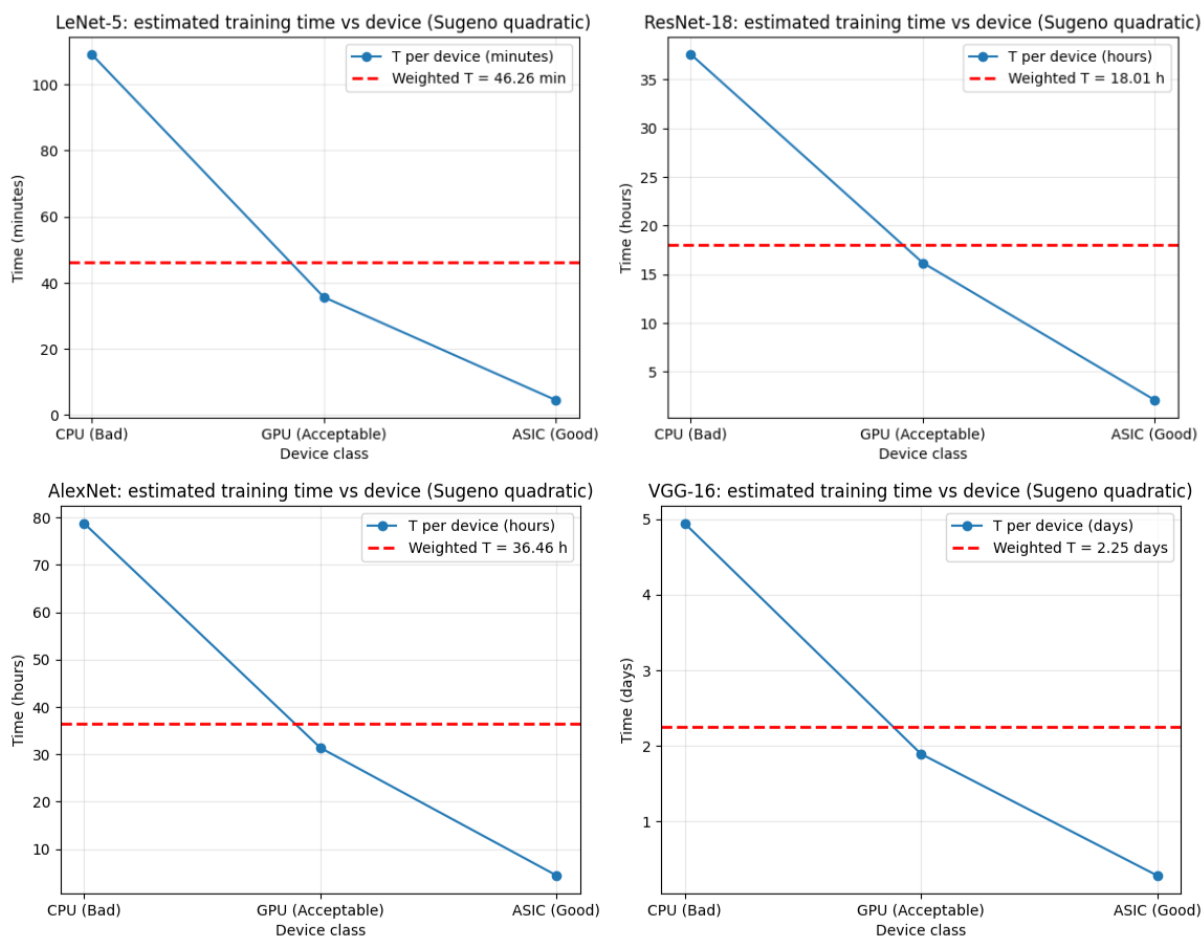 LeNet-5: estimated training time vs device (Sugeno quadratic)
T per device (minutes)
Weighted T = 46.26 min
Time (minutes)
100
80
60
40
20
0
CPU (Bad)
GPU (Acceptable)
ASIC (Good)
Device class
ResNet-18: estimated training time vs device (Sugeno quadratic)
T per device (hours)
Weighted T = 18.01 h
Time (hours)
35
30
25
20
15
10
5
CPU (Bad)
GPU (Acceptable)
ASIC (Good)
Device class
AlexNet: estimated training time vs device (Sugeno quadratic)
T per device (hours)
Weighted T = 36.46 h
Time (hours)
80
70
60
50
40
30
20
10
CPU (Bad)
GPU (Acceptable)
ASIC (Good)
Device class
VGG-16: estimated training time vs device (Sugeno quadratic)
T per device (days)
Weighted T = 2.25 days
Time (days)
5
4
3
2
1
CPU (Bad)
GPU (Acceptable)
ASIC (Good)
Device class